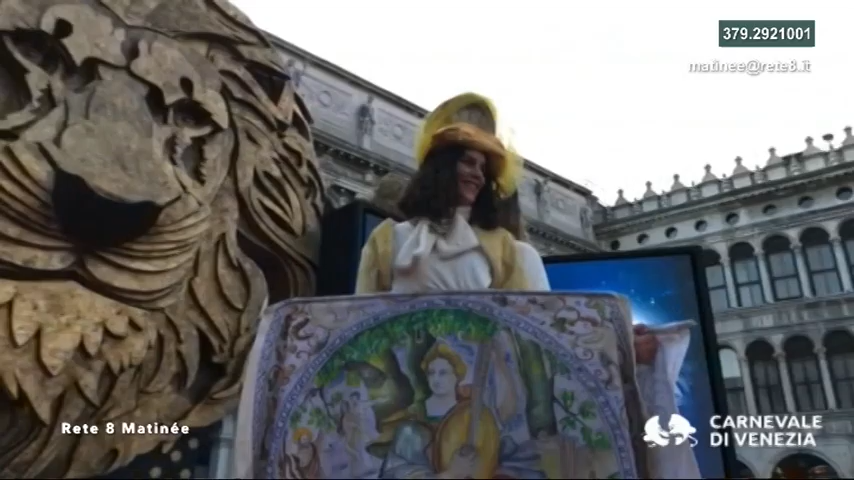 379.2921001
matinee@rete8.it
Rete 8 Matinée
CARNEVALE
DI VENEZIA